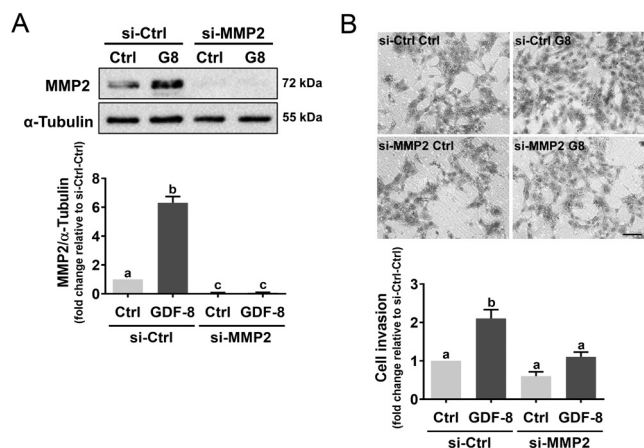 A
si-Ctrl si-MMP2
Ctrl G8 Ctrl G8
MMP2 72 kDa
α-Tubulin 55 kDa
MMP2/α-Tubulin
(fold change relative to si-Ctrl-Ctrl)
8
6
4
2
0
a b c c
Ctrl GDF-8 Ctrl GDF-8
si-Ctrl si-MMP2
B
si-Ctrl Ctrl si-Ctrl G8
si-MMP2 Ctrl si-MMP2 G8
Cell invasion
(fold change relative to si-Ctrl-Ctrl)
3
2
1
0
a b a a
Ctrl GDF-8 Ctrl GDF-8
si-Ctrl si-MMP2